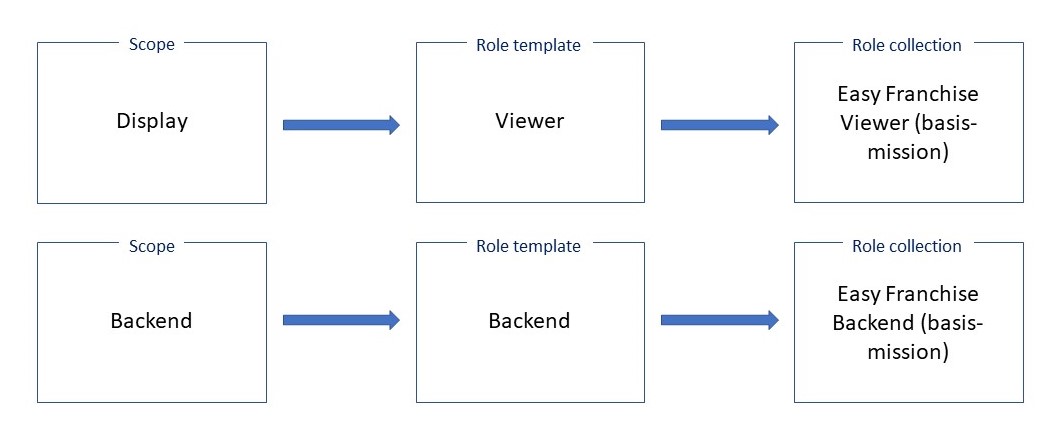 Scope
Role template
Role collection
Display
Viewer
Easy Franchise
Viewer (basis-
mission)
Scope
Role template
Role collection
Backend
Backend
Easy Franchise
Backend (basis-
mission)